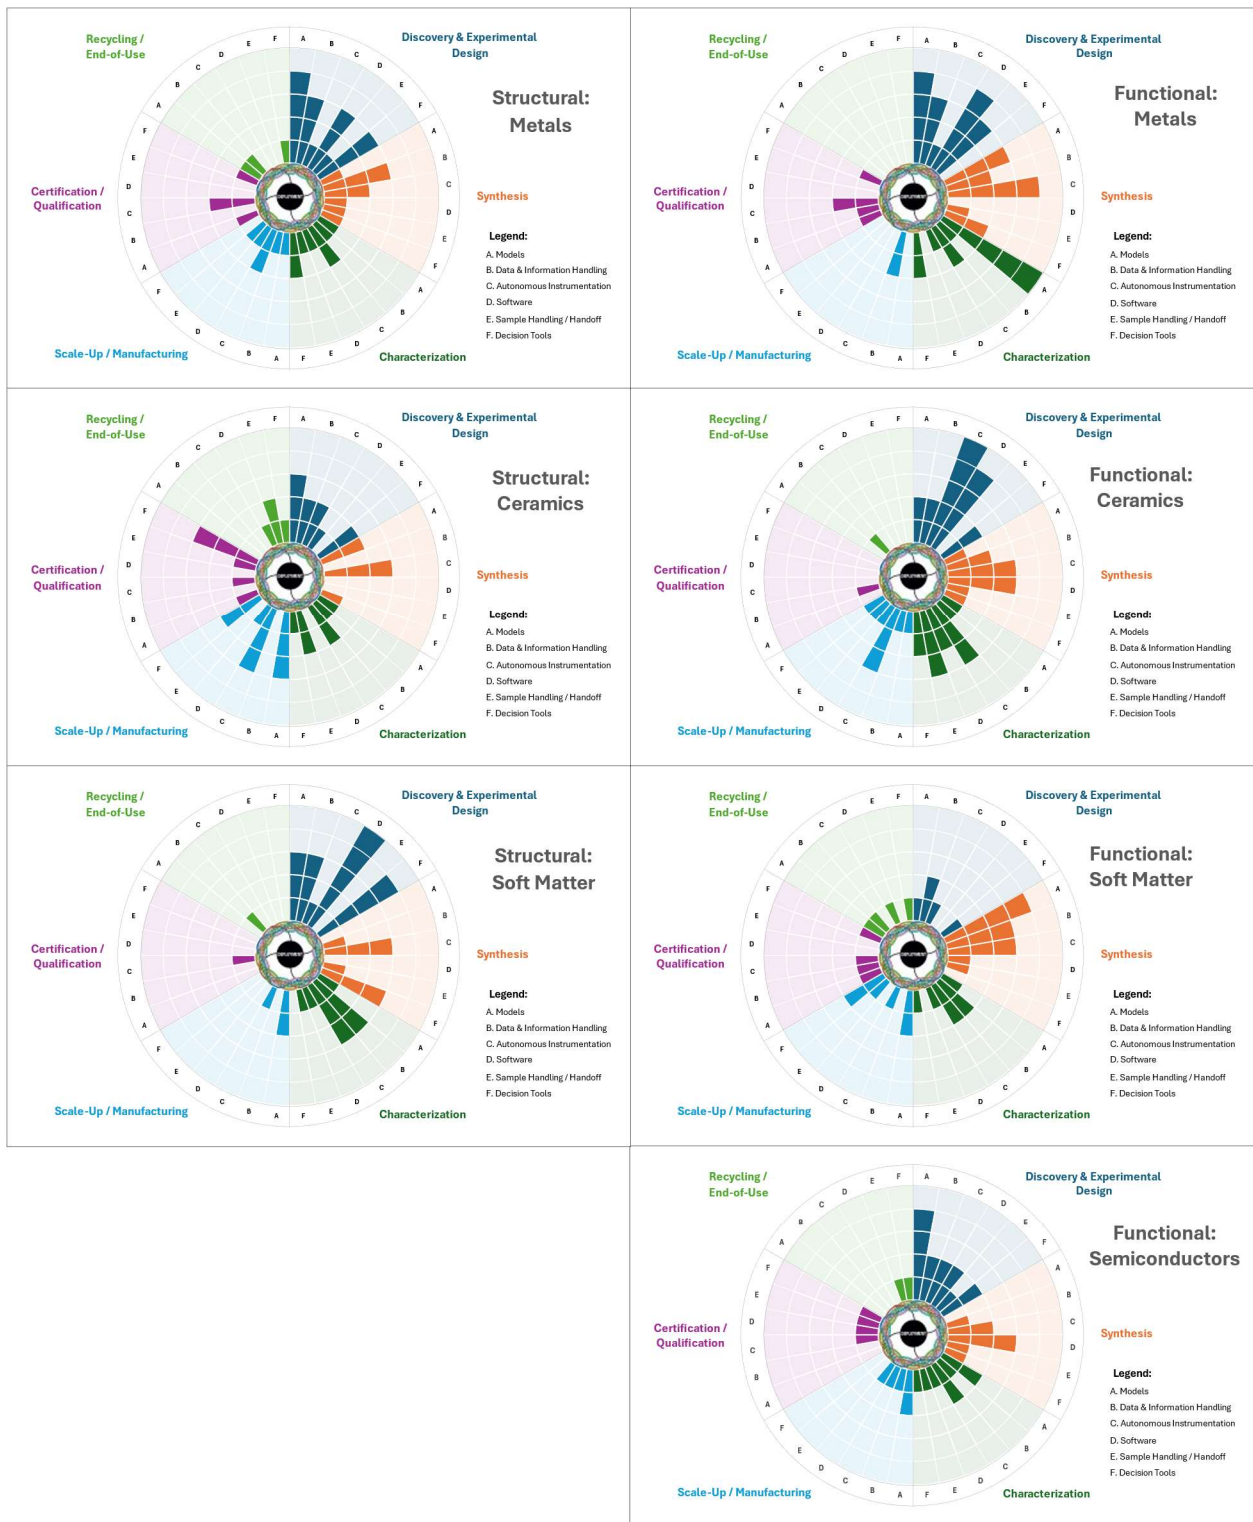 Recycling /
End-of-Use
Discovery & Experimental
Design
Structural:
Metals
Certification /
Qualification
Synthesis
Legend:
A. Models
B. Data & Information Handling
C. Autonomous Instrumentation
D. Software
E. Sample Handling / Handoff
F. Decision Tools
Scale-Up / Manufacturing
Characterization
A B C D E F
A B C D E F
A B C D E F
A B C D E F
A B C D E F
A B C D E F
DEPLOYMENT
Recycling /
End-of-Use
Discovery & Experimental
Design
Functional:
Metals
Certification /
Qualification
Synthesis
Legend:
A. Models
B. Data & Information Handling
C. Autonomous Instrumentation
D. Software
E. Sample Handling / Handoff
F. Decision Tools
Scale-Up / Manufacturing
Characterization
A B C D E F
A B C D E F
A B C D E F
A B C D E F
A B C D E F
A B C D E F
DEPLOYMENT
Recycling /
End-of-Use
Discovery & Experimental
Design
Structural:
Ceramics
Certification /
Qualification
Synthesis
Legend:
A. Models
B. Data & Information Handling
C. Autonomous Instrumentation
D. Software
E. Sample Handling / Handoff
F. Decision Tools
Scale-Up / Manufacturing
Characterization
A B C D E F
A B C D E F
A B C D E F
A B C D E F
A B C D E F
A B C D E F
DEPLOYMENT
Recycling /
End-of-Use
Discovery & Experimental
Design
Functional:
Ceramics
Certification /
Qualification
Synthesis
Legend:
A. Models
B. Data & Information Handling
C. Autonomous Instrumentation
D. Software
E. Sample Handling / Handoff
F. Decision Tools
Scale-Up / Manufacturing
Characterization
A B C D E F
A B C D E F
A B C D E F
A B C D E F
A B C D E F
A B C D E F
DEPLOYMENT
Recycling /
End-of-Use
Discovery & Experimental
Design
Structural:
Soft Matter
Certification /
Qualification
Synthesis
Legend:
A. Models
B. Data & Information Handling
C. Autonomous Instrumentation
D. Software
E. Sample Handling / Handoff
F. Decision Tools
Scale-Up / Manufacturing
Characterization
A B C D E F
A B C D E F
A B C D E F
A B C D E F
A B C D E F
A B C D E F
DEPLOYMENT
Recycling /
End-of-Use
Discovery & Experimental
Design
Functional:
Soft Matter
Certification /
Qualification
Synthesis
Legend:
A. Models
B. Data & Information Handling
C. Autonomous Instrumentation
D. Software
E. Sample Handling / Handoff
F. Decision Tools
Scale-Up / Manufacturing
Characterization
A B C D E F
A B C D E F
A B C D E F
A B C D E F
A B C D E F
A B C D E F
DEPLOYMENT
Recycling /
End-of-Use
Discovery & Experimental
Design
Functional:
Semiconductors
Certification /
Qualification
Synthesis
Legend:
A. Models
B. Data & Information Handling
C. Autonomous Instrumentation
D. Software
E. Sample Handling / Handoff
F. Decision Tools
Scale-Up / Manufacturing
Characterization
A B C D E F
A B C D E F
A B C D E F
A B C D E F
A B C D E F
A B C D E F
DEPLOYMENT